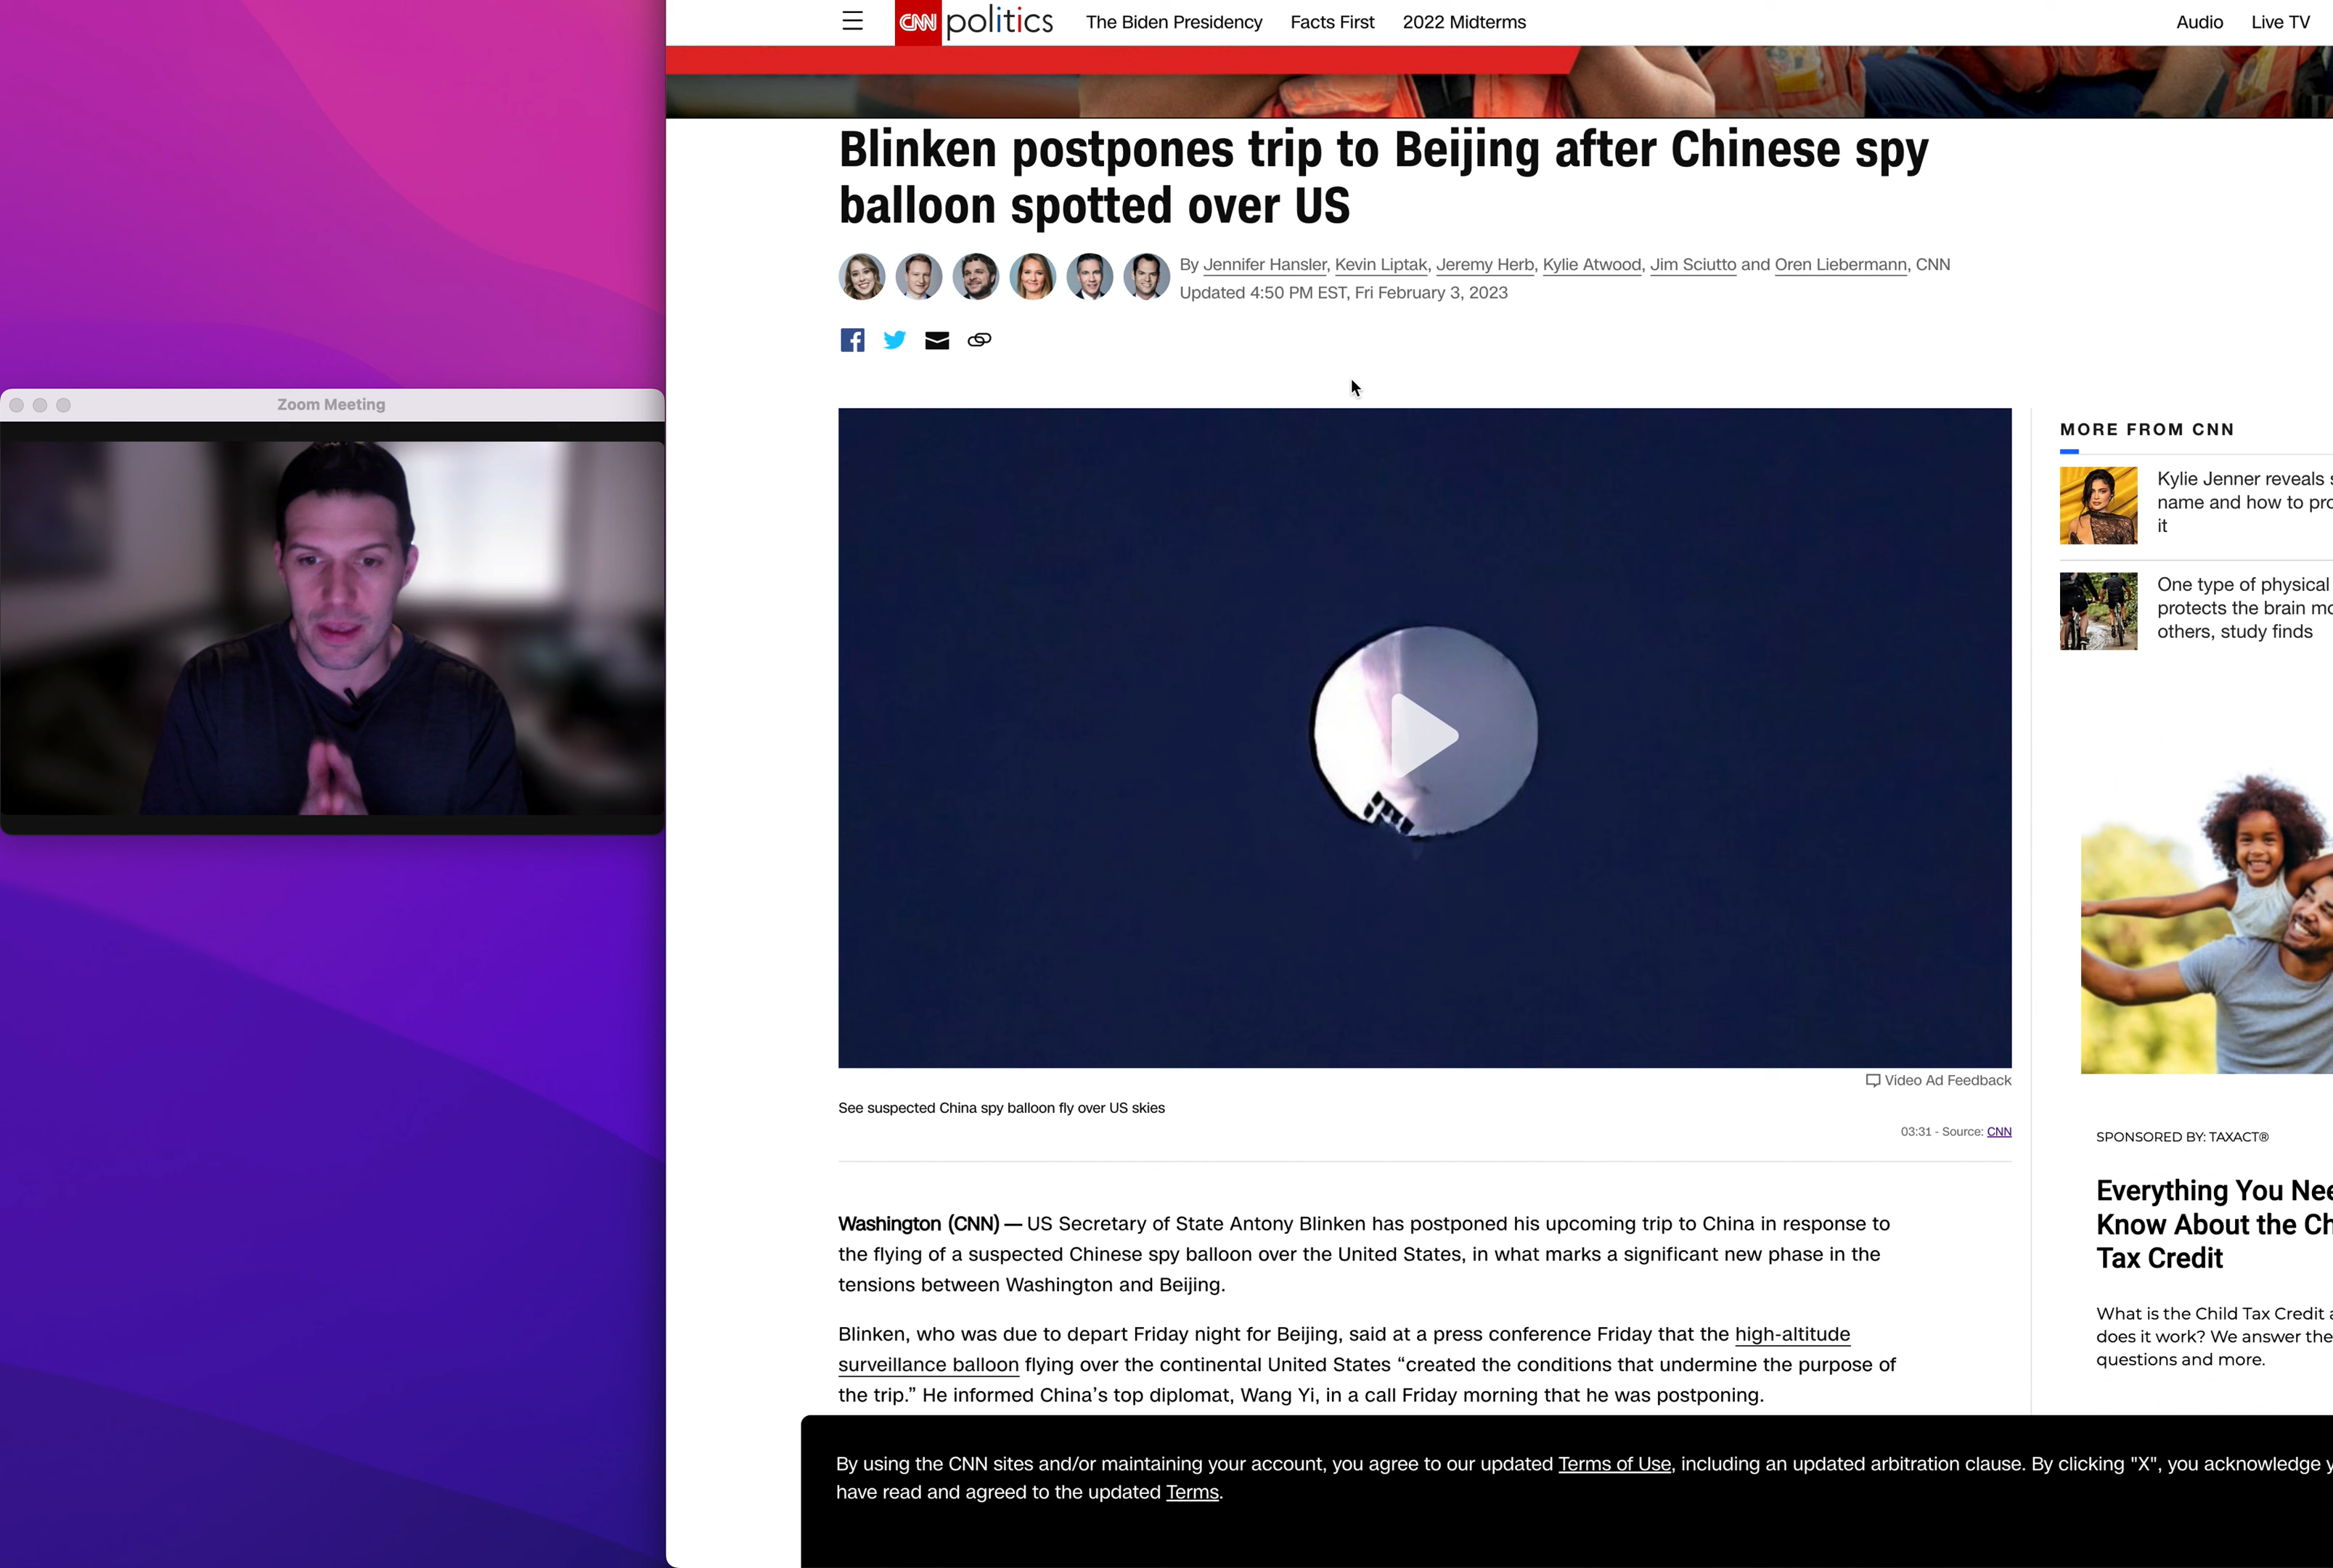 CNN politics The Biden Presidency Facts First 2022 Midterms Audio Live TV
Blinken postpones trip to Beijing after Chinese spy
balloon spotted over US
By Jennifer Hansler, Kevin Liptak, Jeremy Herb, Kylie Atwood, Jim Sciutto and Oren Liebermann, CNN
Updated 4:50 PM EST, Fri February 3, 2023
Zoom Meeting
Video Ad Feedback
See suspected China spy balloon fly over US skies
03:31 - Source: CNN
Washington (CNN) — US Secretary of State Antony Blinken has postponed his upcoming trip to China in response to
the flying of a suspected Chinese spy balloon over the United States, in what marks a significant new phase in the
tensions between Washington and Beijing.
Blinken, who was due to depart Friday night for Beijing, said at a press conference Friday that the high-altitude
surveillance balloon flying over the continental United States “created the conditions that undermine the purpose of
the trip.” He informed China’s top diplomat, Wang Yi, in a call Friday morning that he was postponing.
MORE FROM CNN
Kylie Jenner reveals
name and how to
it
One type of physical
protects the brain
others, study finds
SPONSORED BY: TAXACT®
Everything You
Know About the
Tax Credit
What is the Child Tax Credit
does it work? We answer
questions and more.
By using the CNN sites and/or maintaining your account, you agree to our updated Terms of Use, including an updated arbitration clause. By clicking "X", you acknowledge
have read and agreed to the updated Terms.